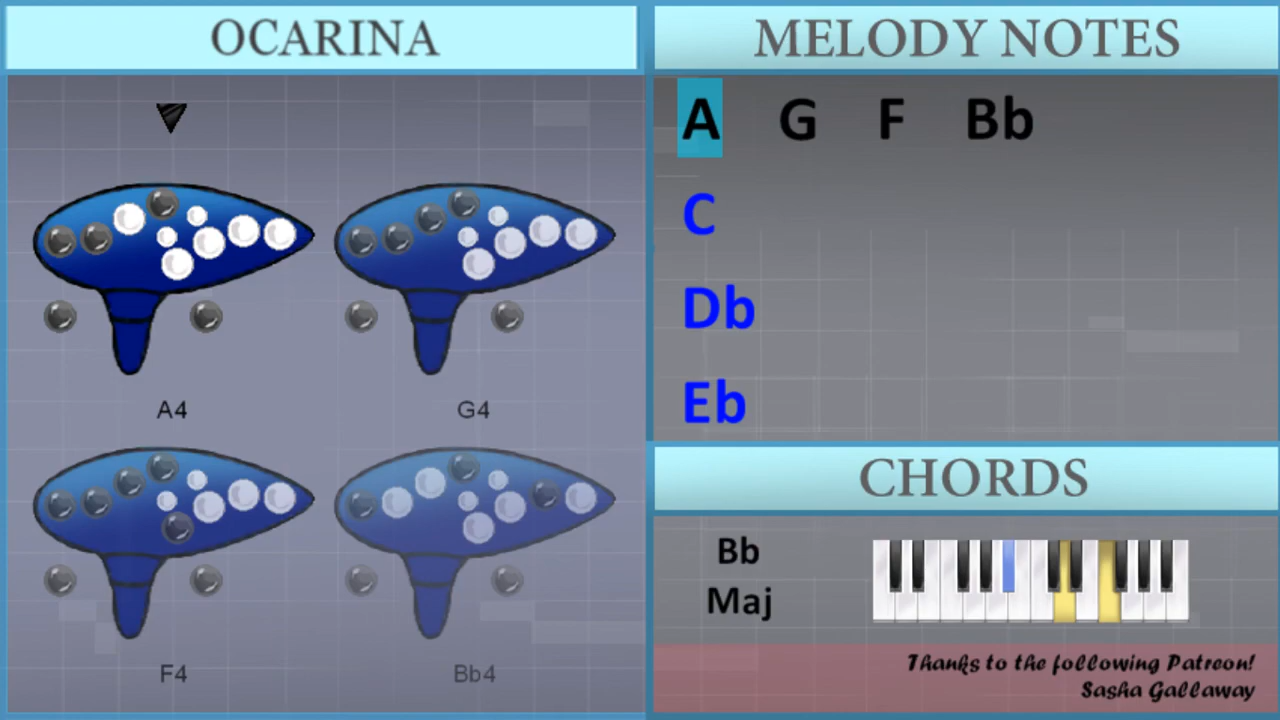 OCARINA
A4
G4
F4
Bb4
MELODY NOTES
A G F Bb
C
Db
Eb
CHORDS
Bb
Maj
Thanks to the following Patreon!
Sasha Gallaway